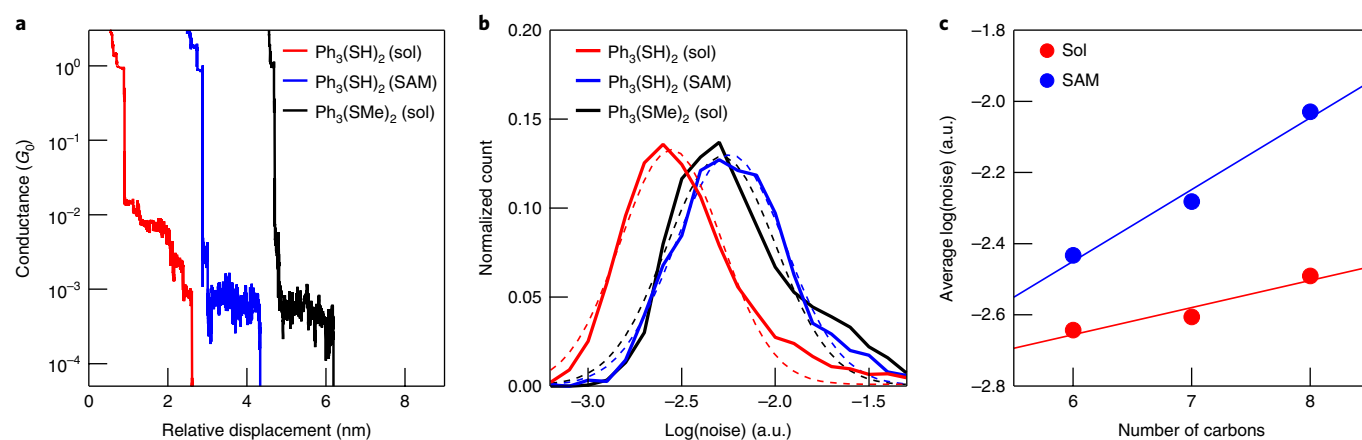 a
10⁰
10⁻¹
10⁻²
10⁻³
10⁻⁴
Conductance (G₀)
Ph₃(SH)₂ (sol)
Ph₃(SH)₂ (SAM)
Ph₃(SMe)₂ (sol)
0 2 4 6 8
Relative displacement (nm)
b
0.20
0.15
0.10
0.05
0.00
Normalized count
Ph₃(SH)₂ (sol)
Ph₃(SH)₂ (SAM)
Ph₃(SMe)₂ (sol)
−3.0 −2.5 −2.0 −1.5
Log(noise) (a.u.)
c
−1.8
−2.0
−2.2
−2.4
−2.6
−2.8
Average log(noise) (a.u.)
Sol
SAM
6 7 8
Number of carbons